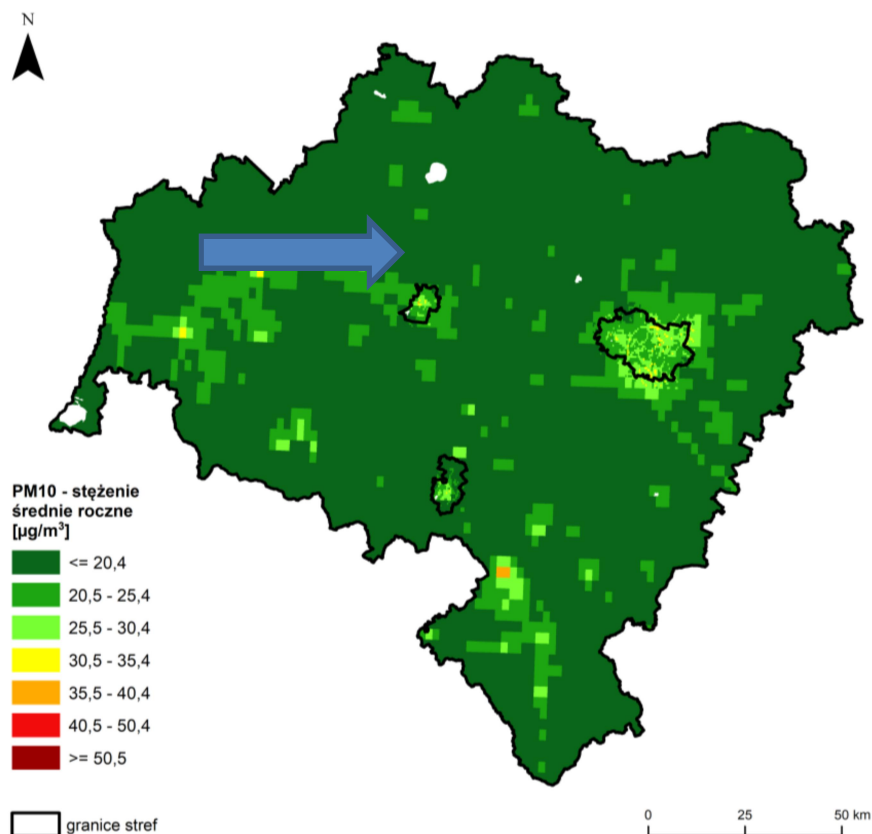 N
PM10 - stężenie
średnie roczne
[µg/m³]
<= 20,4
20,5 - 25,4
25,5 - 30,4
30,5 - 35,4
35,5 - 40,4
40,5 - 50,4
>= 50,5
granice stref
0 25 50 km